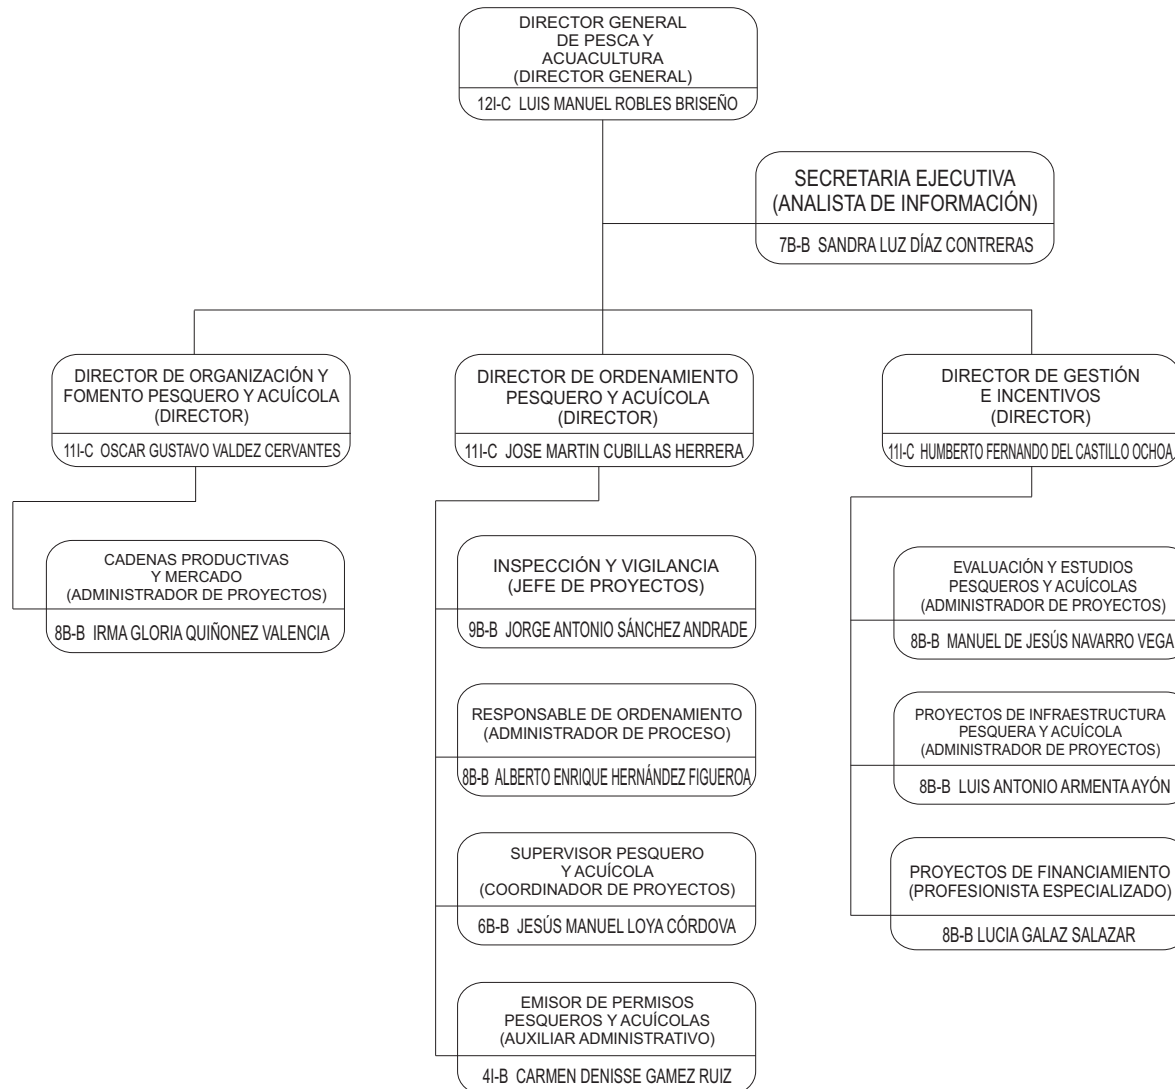 DIRECTOR GENERAL
DE PESCA Y
ACUACULTURA
(DIRECTOR GENERAL)
12I-C LUIS MANUEL ROBLES BRISEÑO
SECRETARIA EJECUTIVA
(ANALISTA DE INFORMACIÓN)
7B-B SANDRA LUZ DÍAZ CONTRERAS
DIRECTOR DE ORGANIZACIÓN Y
FOMENTO PESQUERO Y ACUÍCOLA
(DIRECTOR)
11I-C OSCAR GUSTAVO VALDEZ CERVANTES
CADENAS PRODUCTIVAS
Y MERCADO
(ADMINISTRADOR DE PROYECTOS)
8B-B IRMA GLORIA QUIÑONEZ VALENCIA
DIRECTOR DE ORDENAMIENTO
PESQUERO Y ACUÍCOLA
(DIRECTOR)
11I-C JOSE MARTIN CUBILLAS HERRERA
INSPECCIÓN Y VIGILANCIA
(JEFE DE PROYECTOS)
9B-B JORGE ANTONIO SÁNCHEZ ANDRADE
RESPONSABLE DE ORDENAMIENTO
(ADMINISTRADOR DE PROCESO)
8B-B ALBERTO ENRIQUE HERNÁNDEZ FIGUEROA
SUPERVISOR PESQUERO
Y ACUÍCOLA
(COORDINADOR DE PROYECTOS)
6B-B JESÚS MANUEL LOYA CÓRDOVA
EMISOR DE PERMISOS
PESQUEROS Y ACUÍCOLAS
(AUXILIAR ADMINISTRATIVO)
4I-B CARMEN DENISSE GAMEZ RUIZ
DIRECTOR DE GESTIÓN
E INCENTIVOS
(DIRECTOR)
11I-C HUMBERTO FERNANDO DEL CASTILLO OCHOA
EVALUACIÓN Y ESTUDIOS
PESQUEROS Y ACUÍCOLAS
(ADMINISTRADOR DE PROYECTOS)
8B-B MANUEL DE JESÚS NAVARRO VEGA
PROYECTOS DE INFRAESTRUCTURA
PESQUERA Y ACUÍCOLA
(ADMINISTRADOR DE PROYECTOS)
8B-B LUIS ANTONIO ARMENTA AYÓN
PROYECTOS DE FINANCIAMIENTO
(PROFESIONISTA ESPECIALIZADO)
8B-B LUCIA GALAZ SALAZAR